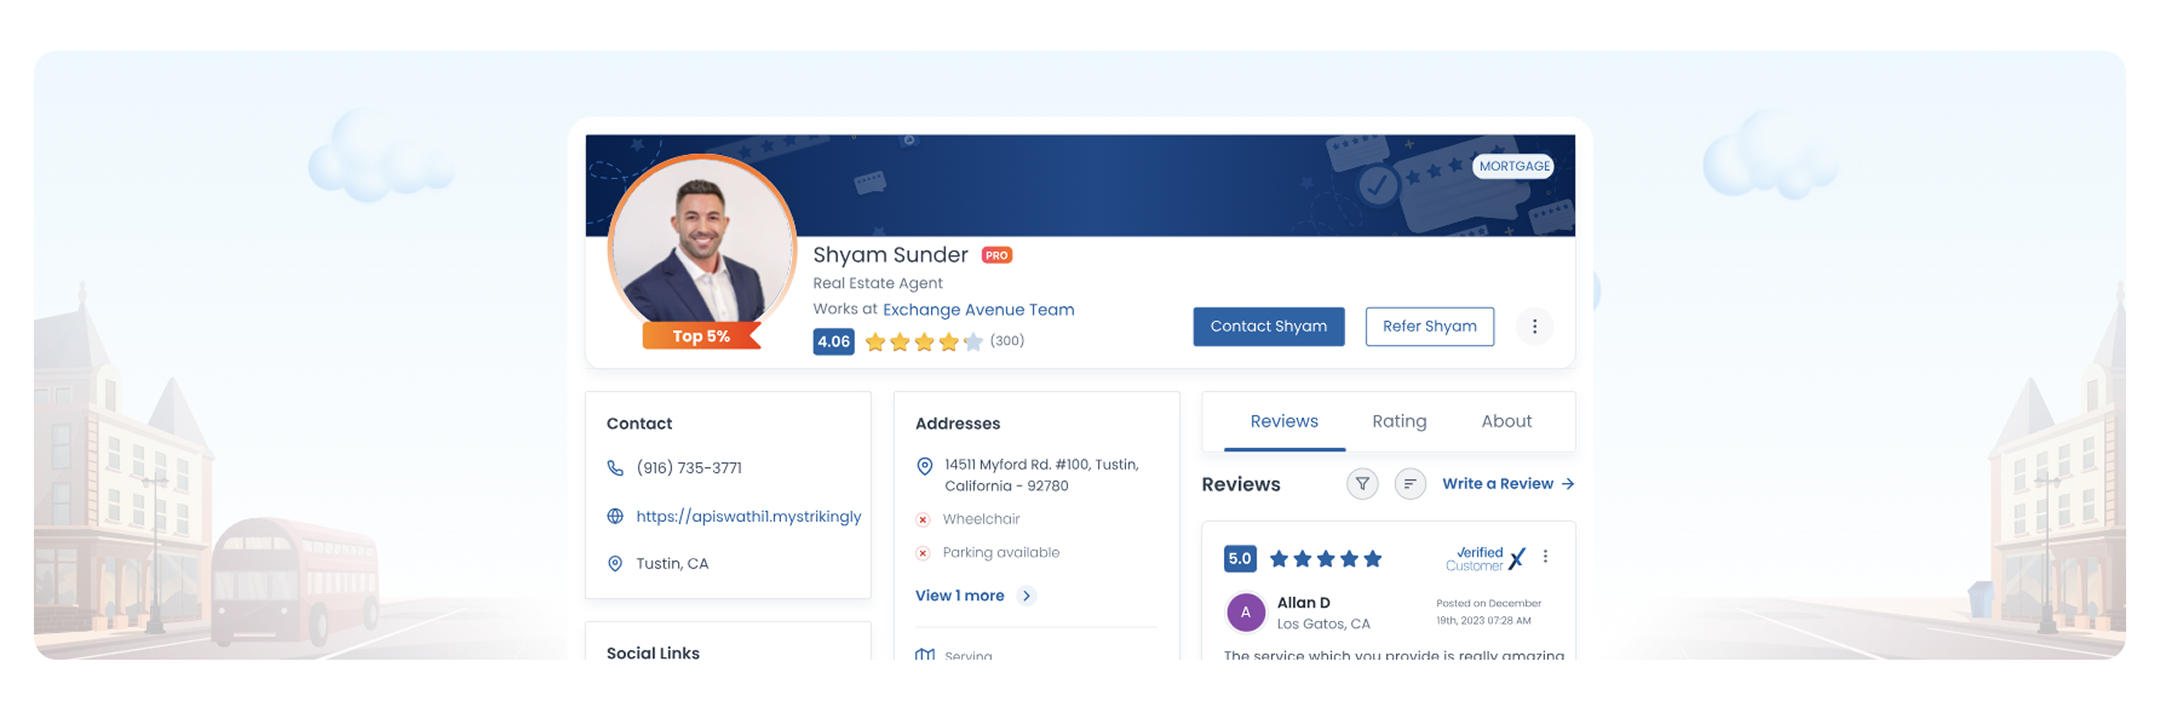 MORTGAGE
Shyam Sunder PRO
Real Estate Agent
Works at Exchange Avenue Team
Top 5%
4.06 (300)
Contact Shyam
Refer Shyam
Contact
(916) 735-3771
https://apiswathi1.mystrikingly
Tustin, CA
Social Links
Addresses
14511 Myford Rd. #100, Tustin,
California - 92780
Wheelchair
Parking available
View 1 more
Serving
Reviews Rating About
Reviews
Write a Review
5.0
Verified
Customer
A
Allan D
Los Gatos, CA
Posted on December
19th, 2023 07:28 AM
The service which you provide is really amazing